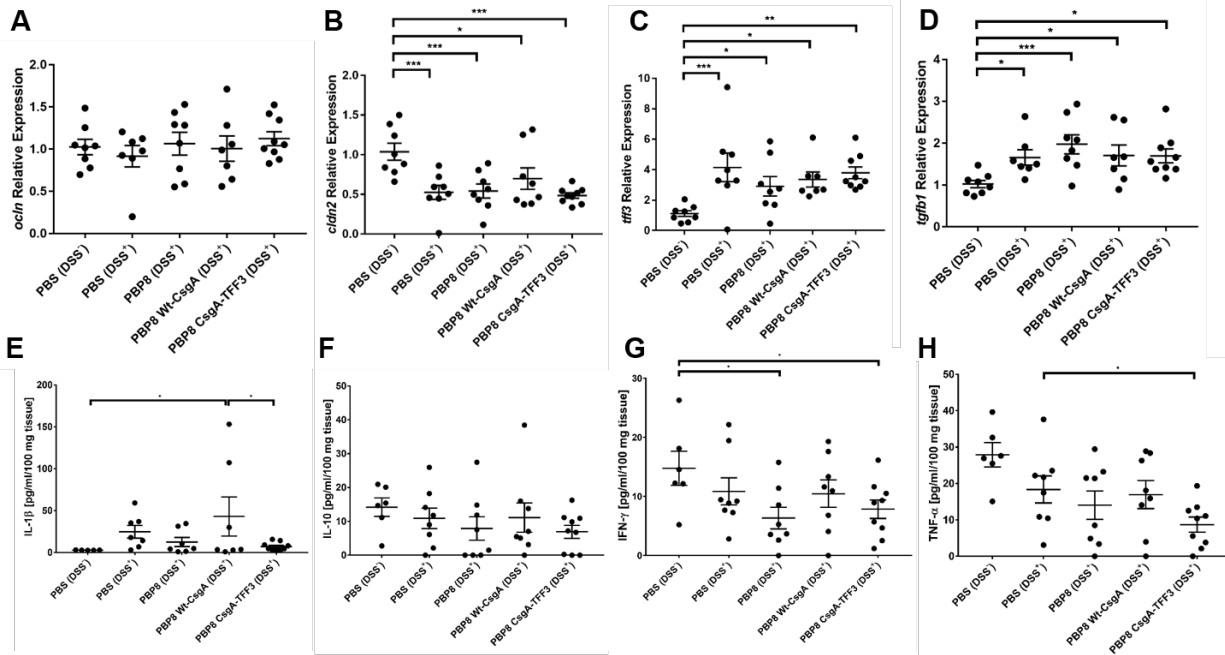 A
ocln Relative Expression
2.0
1.5
1.0
0.5
0.0
PBS (DSS⁻)
PBS (DSS⁺)
PBP8 (DSS⁺)
PBP8 Wt-CsgA (DSS⁺)
PBP8 CsgA-TFF3 (DSS⁺)
B
cldn2 Relative Expression
2.0
1.5
1.0
0.5
0.0
***
*
***
***
PBS (DSS⁻)
PBS (DSS⁺)
PBP8 (DSS⁺)
PBP8 Wt-CsgA (DSS⁺)
PBP8 CsgA-TFF3 (DSS⁺)
C
tff3 Relative Expression
10
8
6
4
2
0
**
*
*
***
PBS (DSS⁻)
PBS (DSS⁺)
PBP8 (DSS⁺)
PBP8 Wt-CsgA (DSS⁺)
PBP8 CsgA-TFF3 (DSS⁺)
D
tgfb1 Relative Expression
4
3
2
1
0
*
*
***
*
PBS (DSS⁻)
PBS (DSS⁺)
PBP8 (DSS⁺)
PBP8 Wt-CsgA (DSS⁺)
PBP8 CsgA-TFF3 (DSS⁺)
E
IL-1β [pg/ml/100 mg tissue]
200
150
100
50
0
*
*
PBS (DSS⁻)
PBS (DSS⁺)
PBP8 (DSS⁺)
PBP8 Wt-CsgA (DSS⁺)
PBP8 CsgA-TFF3 (DSS⁺)
F
IL-10 [pg/ml/100 mg tissue]
50
40
30
20
10
0
PBS (DSS⁻)
PBS (DSS⁺)
PBP8 (DSS⁺)
PBP8 Wt-CsgA (DSS⁺)
PBP8 CsgA-TFF3 (DSS⁺)
G
IFN-γ [pg/ml/100 mg tissue]
30
20
10
0
*
*
PBS (DSS⁻)
PBS (DSS⁺)
PBP8 (DSS⁺)
PBP8 Wt-CsgA (DSS⁺)
PBP8 CsgA-TFF3 (DSS⁺)
H
TNF-α [pg/ml/100 mg tissue]
50
40
30
20
10
0
*
PBS (DSS⁻)
PBS (DSS⁺)
PBP8 (DSS⁺)
PBP8 Wt-CsgA (DSS⁺)
PBP8 CsgA-TFF3 (DSS⁺)